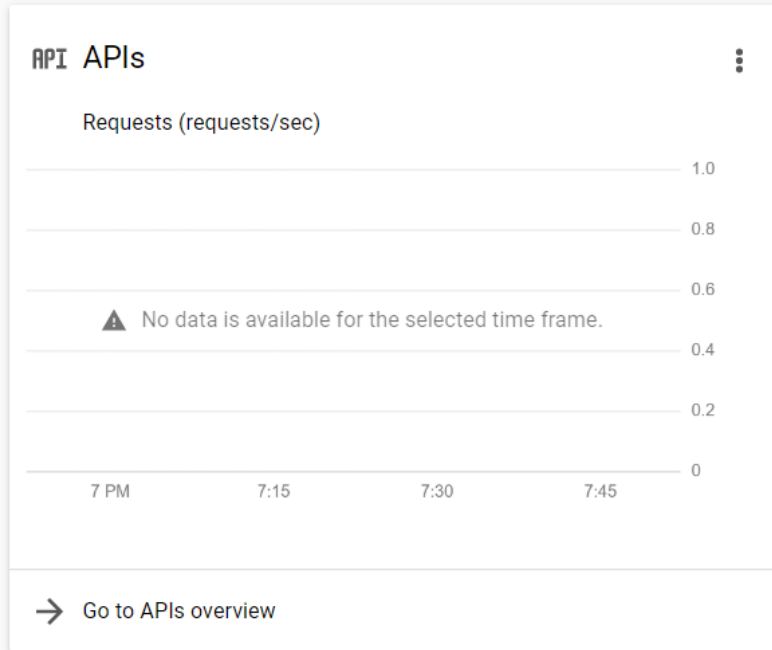 API APIs
Requests (requests/sec)
1.0
0.8
0.6
No data is available for the selected time frame.
0.4
0.2
0
7 PM 7:15 7:30 7:45
Go to APIs overview